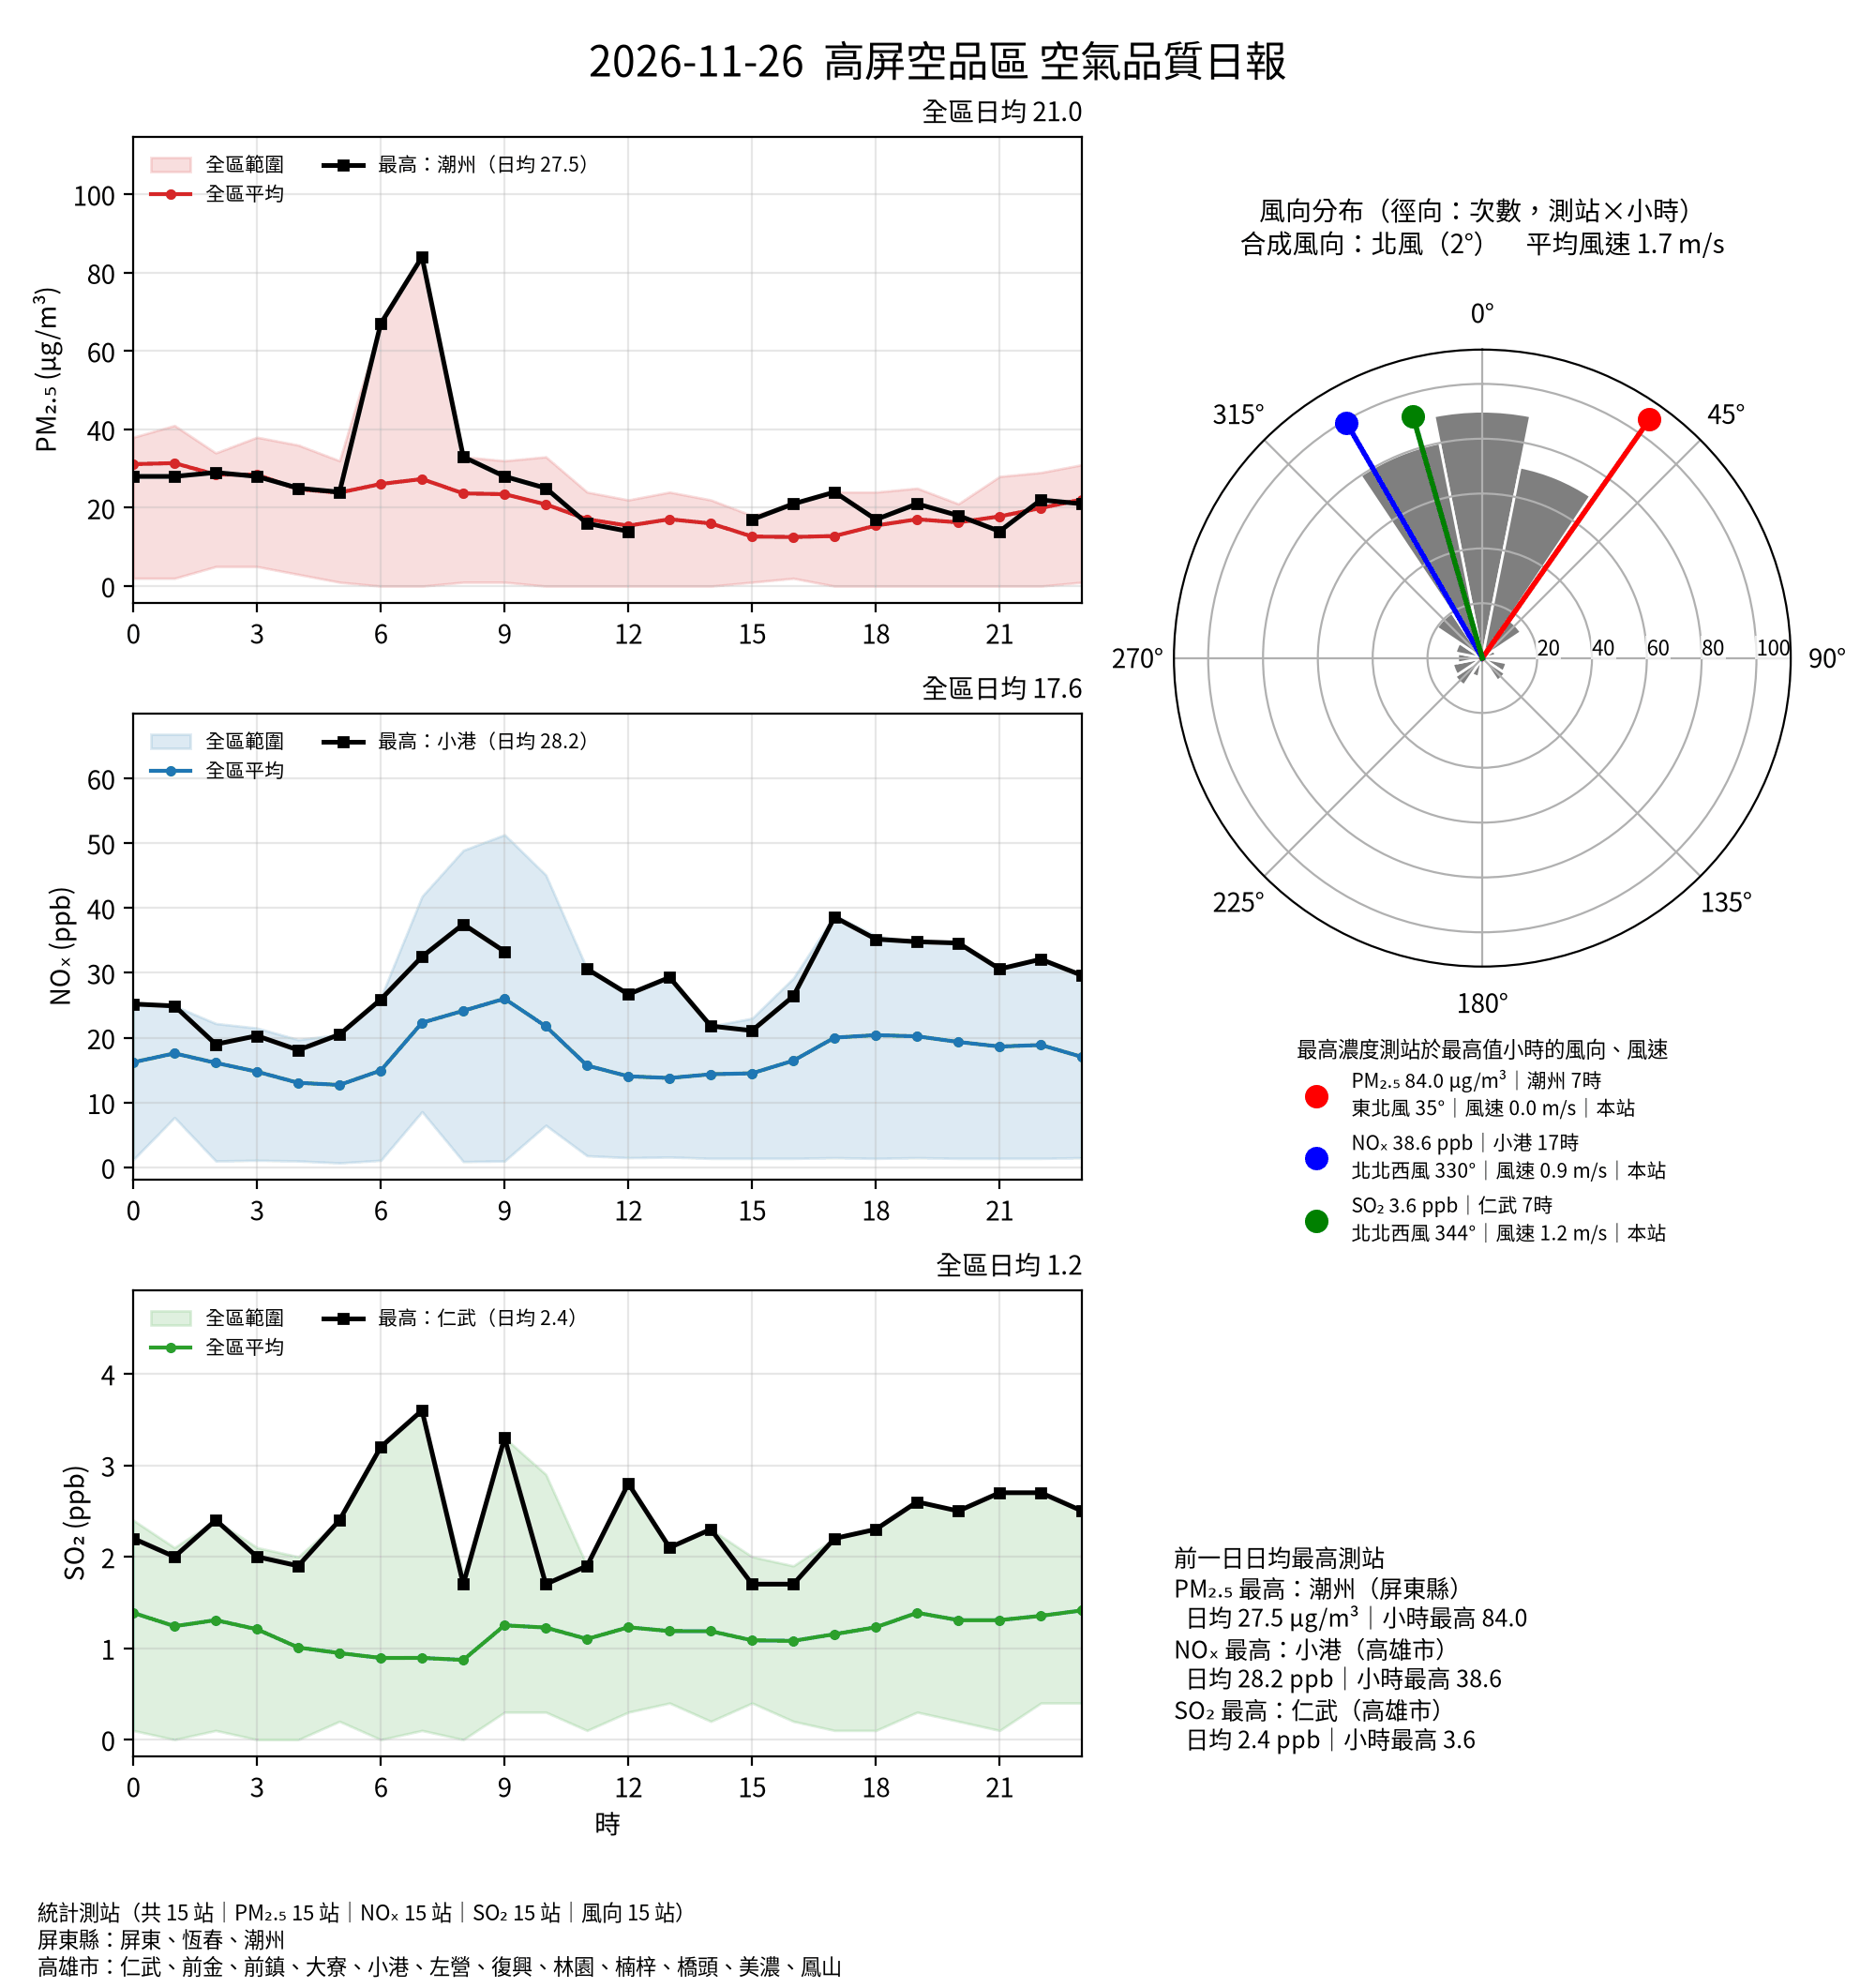 2026-11-26 高屏空品區 空氣品質日報
全區日均 21.0
全區範圍
全區平均
最高：潮州（日均 27.5）
PM₂.₅ (µg/m³)
100
80
60
40
20
0
0 3 6 9 12 15 18 21
全區日均 17.6
全區範圍
全區平均
最高：小港（日均 28.2）
NOₓ (ppb)
60
50
40
30
20
10
0
0 3 6 9 12 15 18 21
全區日均 1.2
全區範圍
全區平均
最高：仁武（日均 2.4）
SO₂ (ppb)
4
3
2
1
0
0 3 6 9 12 15 18 21
時
風向分布（徑向：次數，測站×小時）
合成風向：北風（2°） 平均風速 1.7 m/s
0°
315° 45°
270° 20 40 60 80 100 90°
225° 135°
180°
最高濃度測站於最高值小時的風向、風速
PM₂.₅ 84.0 µg/m³｜潮州 7時
東北風 35°｜風速 0.0 m/s｜本站
NOₓ 38.6 ppb｜小港 17時
北北西風 330°｜風速 0.9 m/s｜本站
SO₂ 3.6 ppb｜仁武 7時
北北西風 344°｜風速 1.2 m/s｜本站
前一日日均最高測站
PM₂.₅ 最高：潮州（屏東縣）
日均 27.5 µg/m³｜小時最高 84.0
NOₓ 最高：小港（高雄市）
日均 28.2 ppb｜小時最高 38.6
SO₂ 最高：仁武（高雄市）
日均 2.4 ppb｜小時最高 3.6
統計測站（共 15 站｜PM₂.₅ 15 站｜NOₓ 15 站｜SO₂ 15 站｜風向 15 站）
屏東縣：屏東、恆春、潮州
高雄市：仁武、前金、前鎮、大寮、小港、左營、復興、林園、楠梓、橋頭、美濃、鳳山